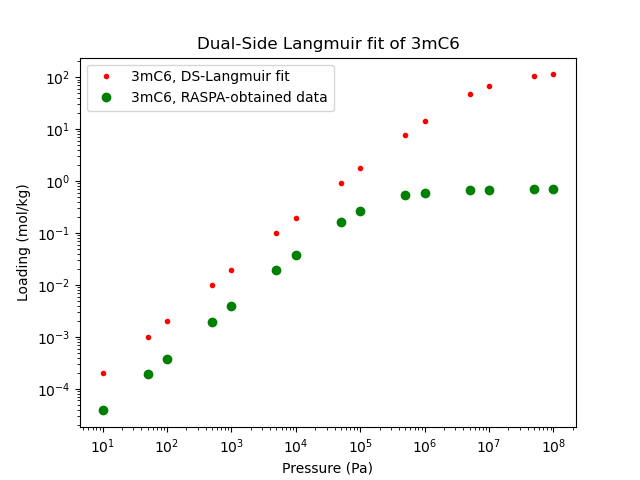 Dual-Side Langmuir fit of 3mC6
3mC6, DS-Langmuir fit
3mC6, RASPA-obtained data
Loading (mol/kg)
10²
10¹
10⁰
10⁻¹
10⁻²
10⁻³
10⁻⁴
10¹ 10² 10³ 10⁴ 10⁵ 10⁶ 10⁷ 10⁸
Pressure (Pa)